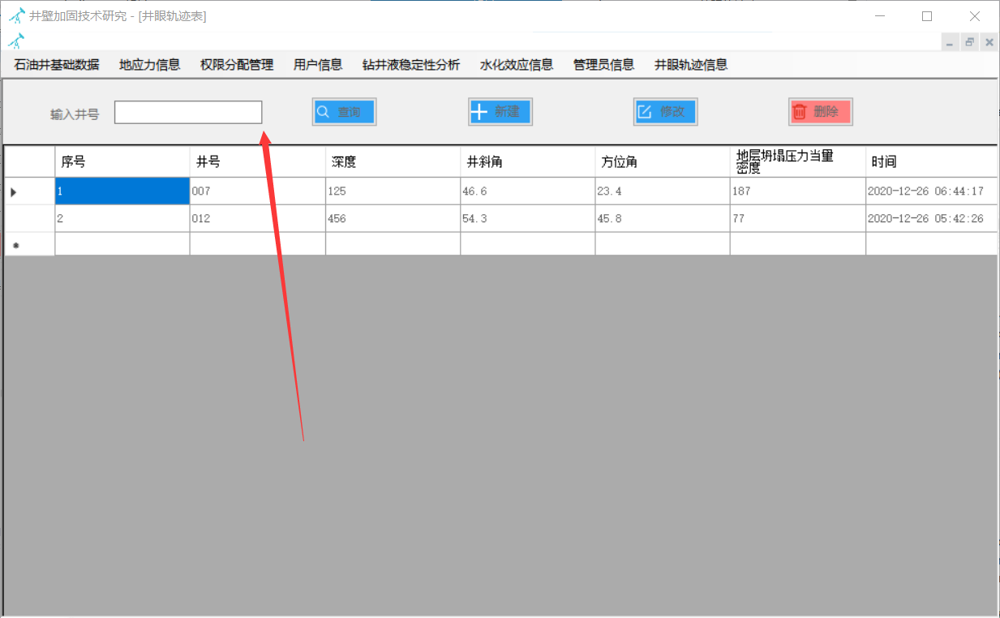 井壁加固技术研究 - [井眼轨迹表]
石油井基础数据 地应力信息 权限分配管理 用户信息 钻井液稳定性分析 水化效应信息 管理员信息 井眼轨迹信息
输入井号 查询 新建 修改 删除
序号 井号 深度 井斜角 方位角 地层坍塌压力当量 时间
密度
1 007 125 46.6 23.4 187 2020-12-26 06:44:17
2 012 456 54.3 45.8 77 2020-12-26 05:42:26